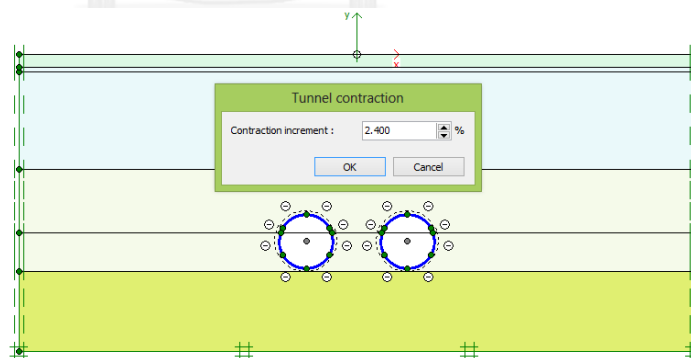 y
x
Tunnel contraction
Contraction increment : 2.400 %
OK Cancel